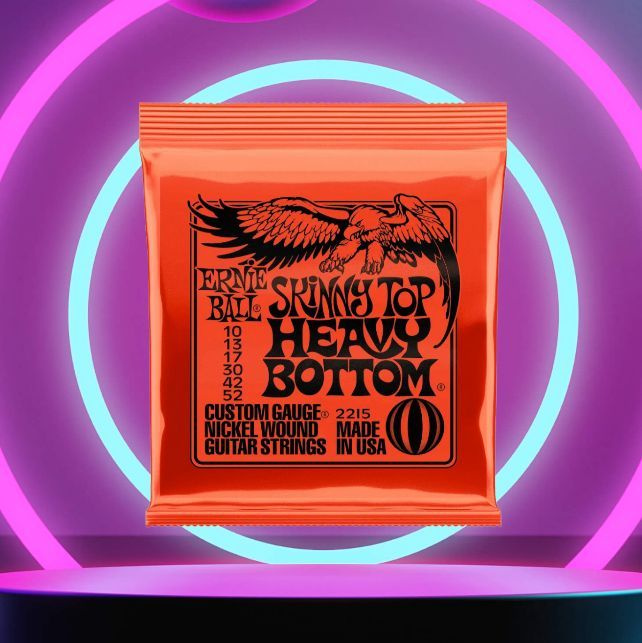 ERNIE
BALL®
SKINNY TOP
HEAVY
BOTTOM®
10
13
17
30
42
52
CUSTOM GAUGE® 2215
NICKEL WOUND MADE
GUITAR STRINGS IN USA